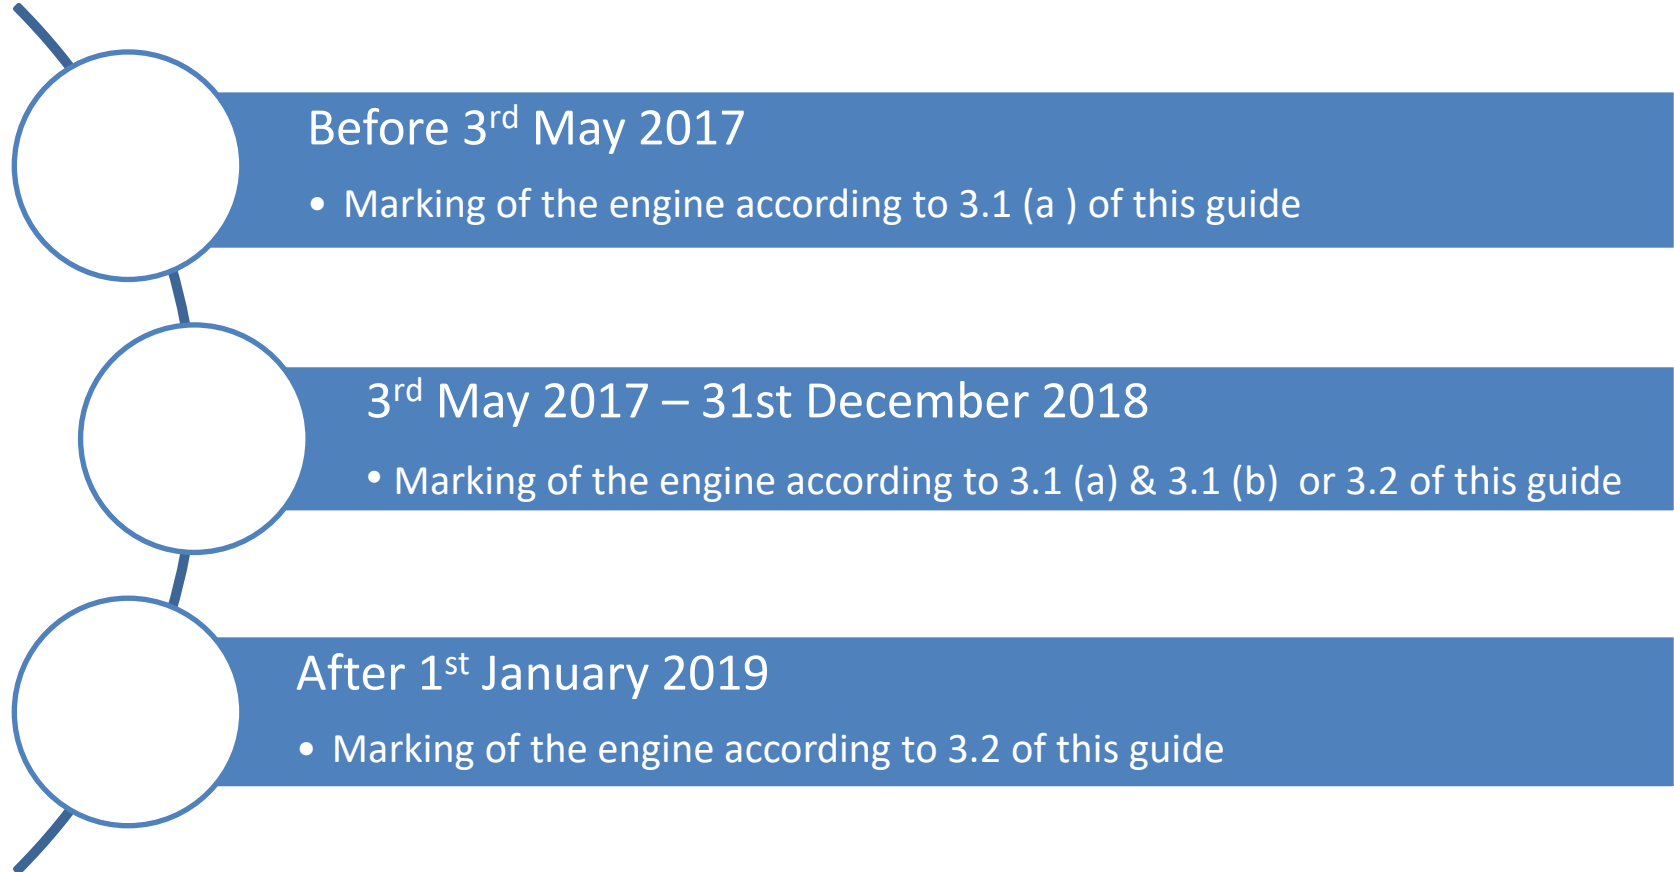 Before 3rd May 2017
• Marking of the engine according to 3.1 (a ) of this guide
3rd May 2017 – 31st December 2018
• Marking of the engine according to 3.1 (a) & 3.1 (b)  or 3.2 of this guide
After 1st January 2019
• Marking of the engine according to 3.2 of this guide